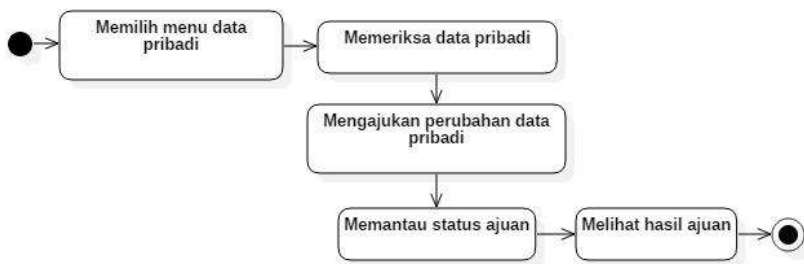 Memilih menu data
pribadi
Memeriksa data pribadi
Mengajukan perubahan data
pribadi
Memantau status ajuan
Melihat hasil ajuan